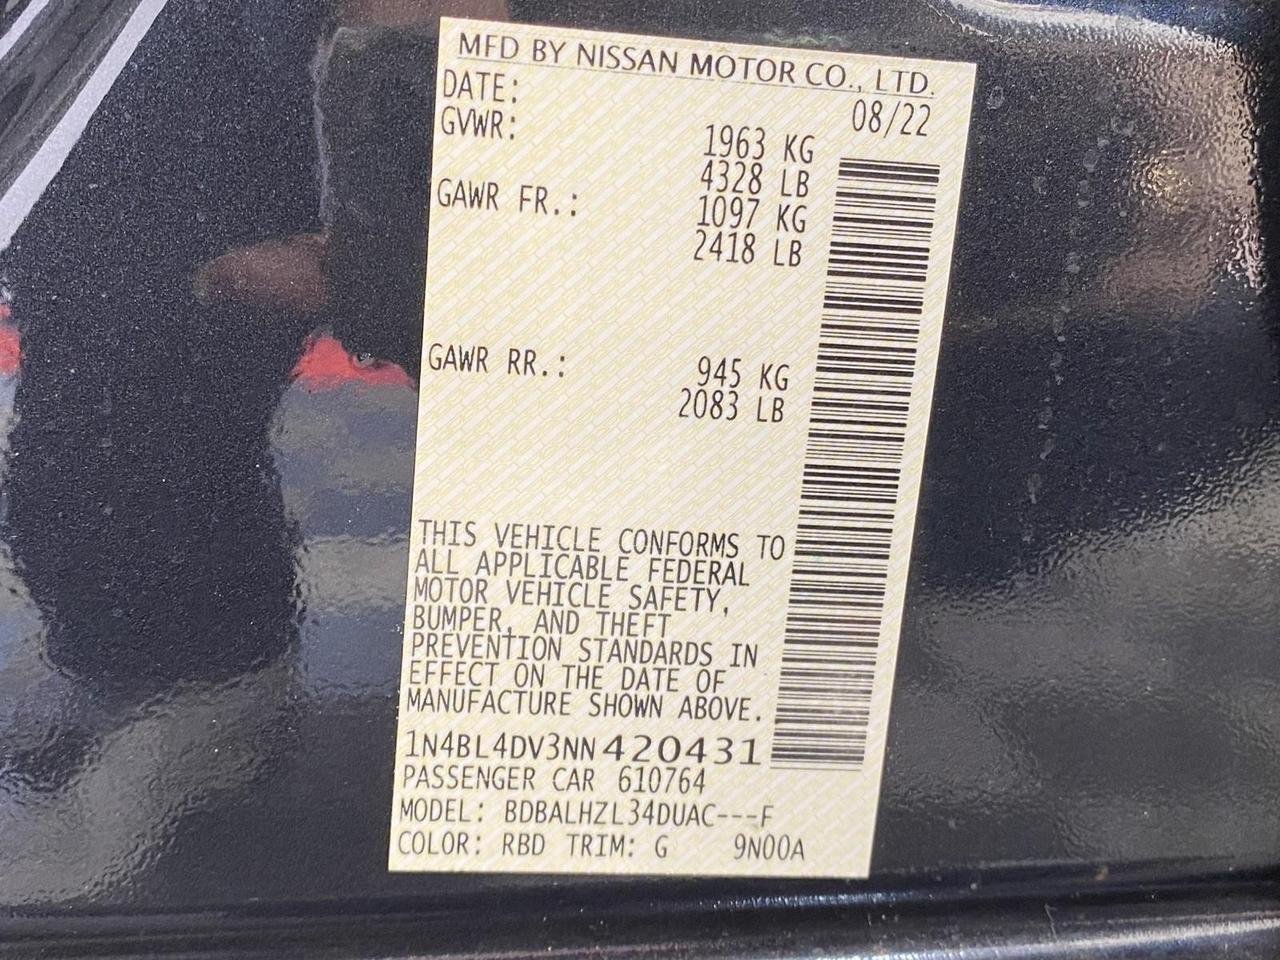 MFD BY NISSAN MOTOR CO., LTD.
DATE: 08/22
GVWR: 1963 KG
4328 LB
GAWR FR.: 1097 KG
2418 LB
GAWR RR.: 945 KG
2083 LB
THIS VEHICLE CONFORMS TO
ALL APPLICABLE FEDERAL
MOTOR VEHICLE SAFETY,
BUMPER, AND THEFT
PREVENTION STANDARDS IN
EFFECT ON THE DATE OF
MANUFACTURE SHOWN ABOVE.
1N4BL4DV3NN420431
PASSENGER CAR 610764
MODEL: BDBALHZL34DUAC---F
COLOR: RBD TRIM: G 9N00A